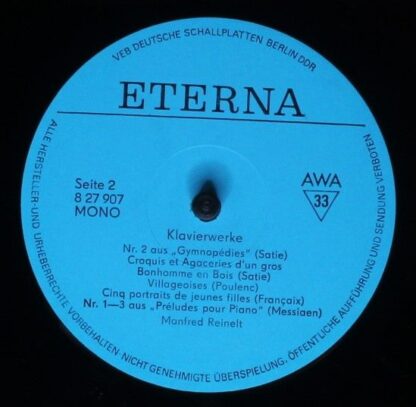 VEB DEUTSCHE SCHALLPLATTEN BERLIN DDR
ETERNA
Seite 2
8 27 907
MONO
AWA
33
Klavierwerke
Nr. 2 aus „Gymnopédies" (Satie)
Croquis et Agaceries d'un gros
Bonhomme en Bois (Satie)
Villageoises (Poulenc)
Cinq portraits de jeunes filles (Françaix)
Nr. 1—3 aus „Préludes pour Piano" (Messiaen)
Manfred Reinelt
ALLE HERSTELLER-UND URHEBERRECHTE VORBEHALTEN NICHT GENEHMIGTE ÜBERSPIELUNG, ÖFFENTLICHE AUFFÜHRUNG UND SENDUNG VERBOTEN